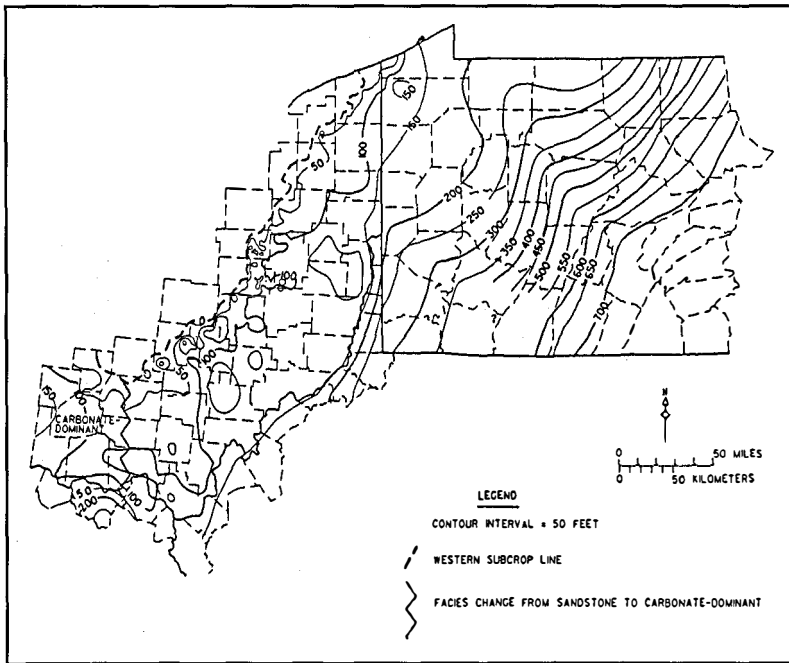 150
150
100
50
200
250
300
350
400
450
500
550
600
650
700
100
0
50
100
0
150
CARBONATE-
DOMINANT
0
50
100
200
0
N
0 50 MILES
0 50 KILOMETERS
LEGEND
CONTOUR INTERVAL = 50 FEET
WESTERN SUBCROP LINE
FACIES CHANGE FROM SANDSTONE TO CARBONATE-DOMINANT